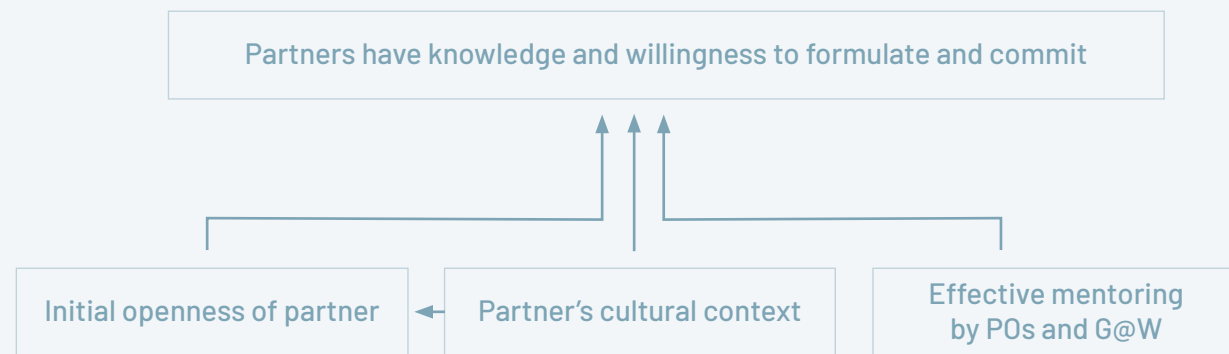 Partners have knowledge and willingness to formulate and commit
Initial openness of partner
Partner’s cultural context
Effective mentoring
by POs and G@W